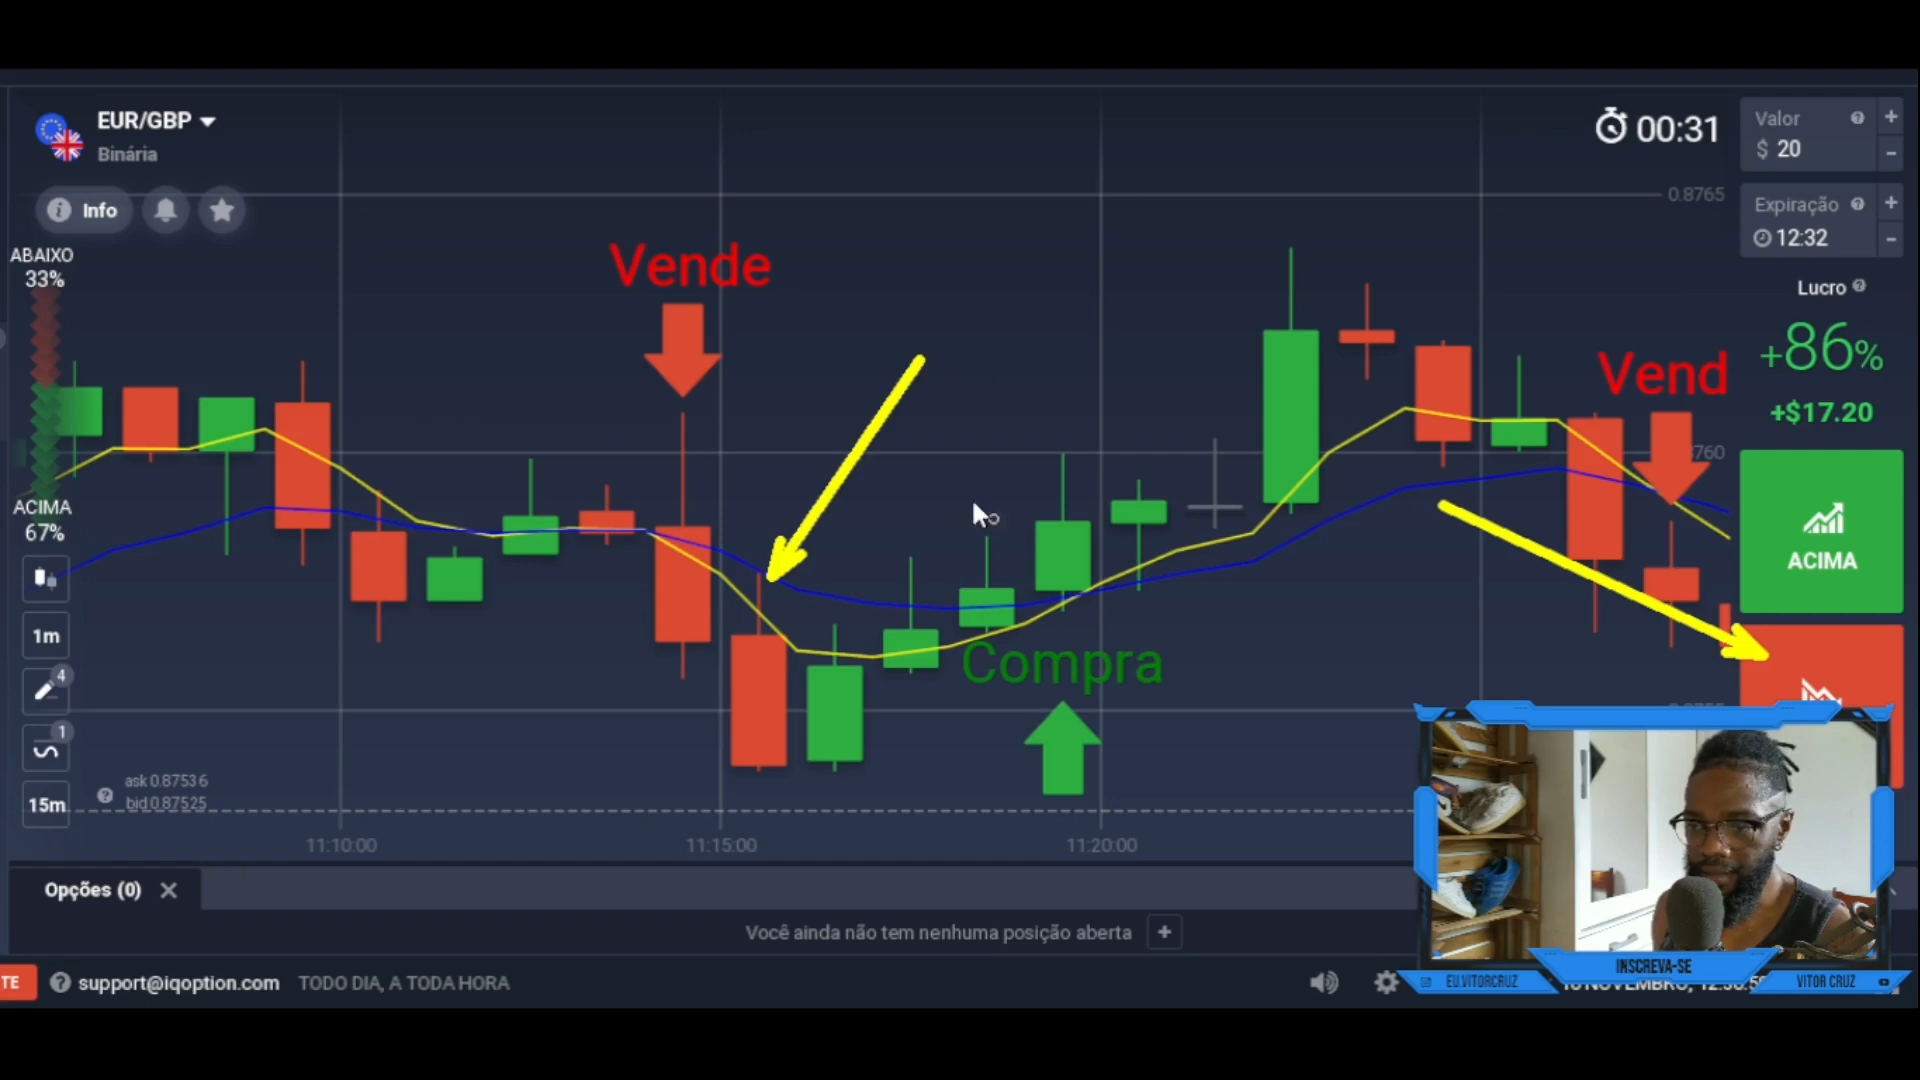 EUR/GBP
Binária
Info
ABAIXO
33%
ACIMA
67%
1m
4
1
15m
ask 0.87536
bid 0.87525
Vende
Compra
Vend
00:31
0.8765
Valor
$ 20
Expiração
12:32
Lucro
+86%
+$17.20
ACIMA
11:10:00
11:15:00
11:20:00
Opções (0)
Você ainda não tem nenhuma posição aberta
TE
support@iqoption.com
TODO DIA, A TODA HORA
INSCREVA-SE
EU.VITORCRUZ
VITOR CRUZ